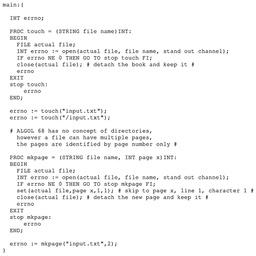 main:(

INT errno;

PROC touch = (STRING file name)INT:
BEGIN
FILE actual file;
INT errno := open(actual file, file name, stand out channel);
IF errno NE 0 THEN GO TO stop touch FI;
close(actual file); # detach the book and keep it #
errno
EXIT
stop touch:
errno
END;

errno := touch("input.txt");
errno := touch("/input.txt");

# ALGOL 68 has no concept of directories,
however a file can have multiple pages,
the pages are identified by page number only #

PROC mkpage = (STRING file name, INT page x)INT:
BEGIN
FILE actual file;
INT errno := open(actual file, file name, stand out channel);
IF errno NE 0 THEN GO TO stop mkpage FI;
set(actual file,page x,1,1); # skip to page x, line 1, character 1 #
close(actual file); # detach the new page and keep it #
errno
EXIT
stop mkpage:
errno
END;

errno := mkpage("input.txt",2);
)